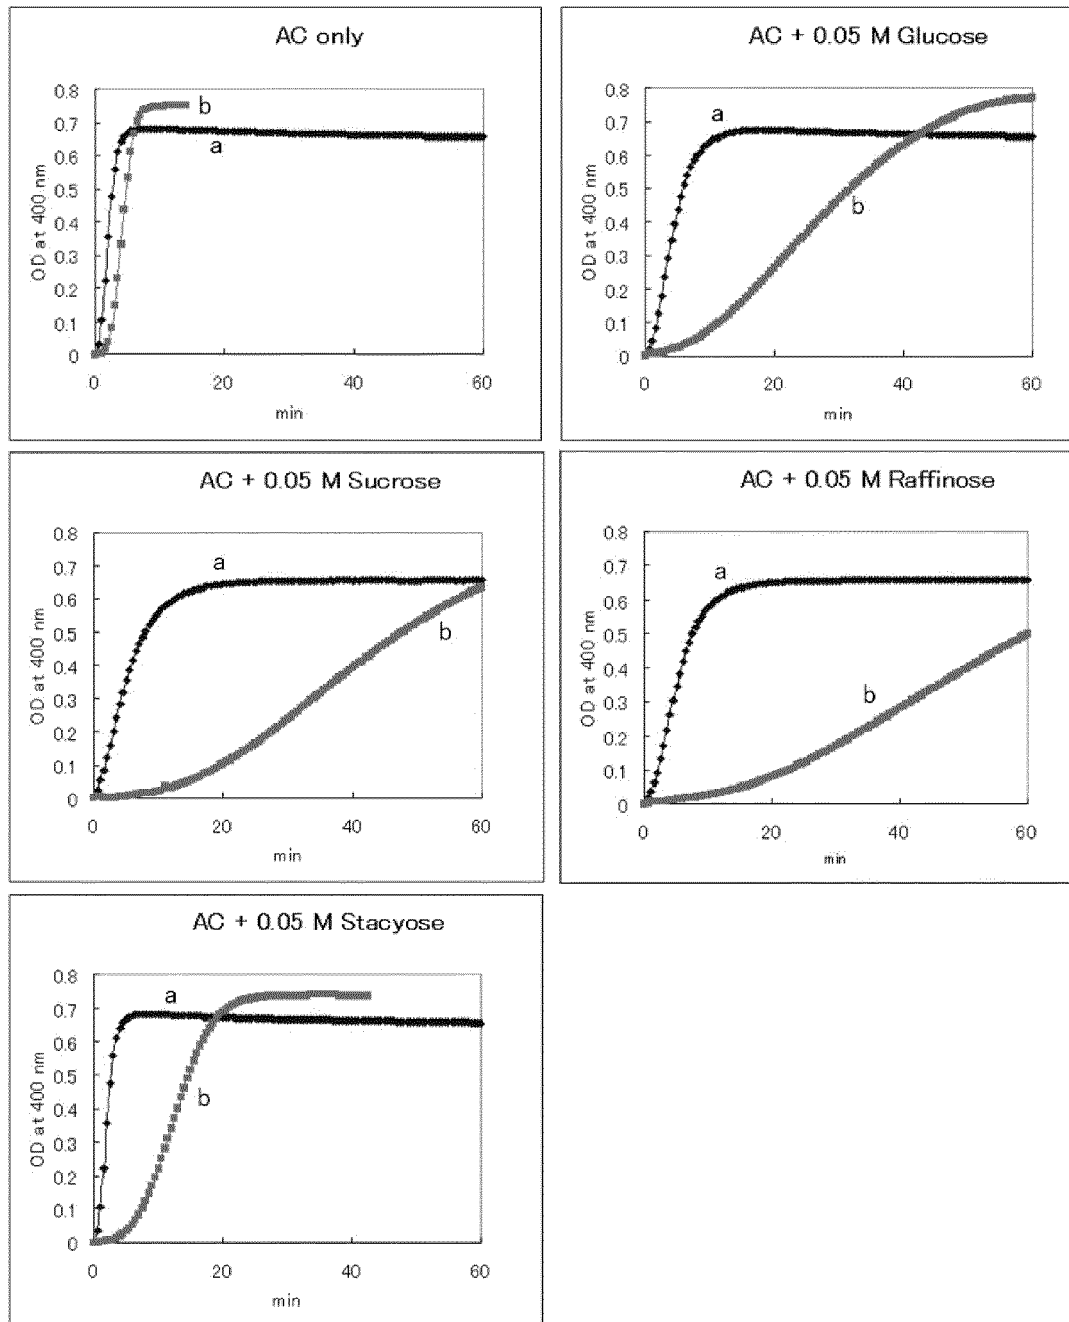 AC only
OD at 400 nm
0.8
0.7
0.6
0.5
0.4
0.3
0.2
0.1
0
b
a
0 20 40 60
min
AC + 0.05 M Glucose
OD at 400 nm
0.8
0.7
0.6
0.5
0.4
0.3
0.2
0.1
0
a
b
0 20 40 60
min
AC + 0.05 M Sucrose
OD at 400 nm
0.8
0.7
0.6
0.5
0.4
0.3
0.2
0.1
0
a
b
0 20 40 60
min
AC + 0.05 M Raffinose
OD at 400 nm
0.8
0.7
0.6
0.5
0.4
0.3
0.2
0.1
0
a
b
0 20 40 60
min
AC + 0.05 M Stacyose
OD at 400 nm
0.8
0.7
0.6
0.5
0.4
0.3
0.2
0.1
0
a
b
0 20 40 60
min